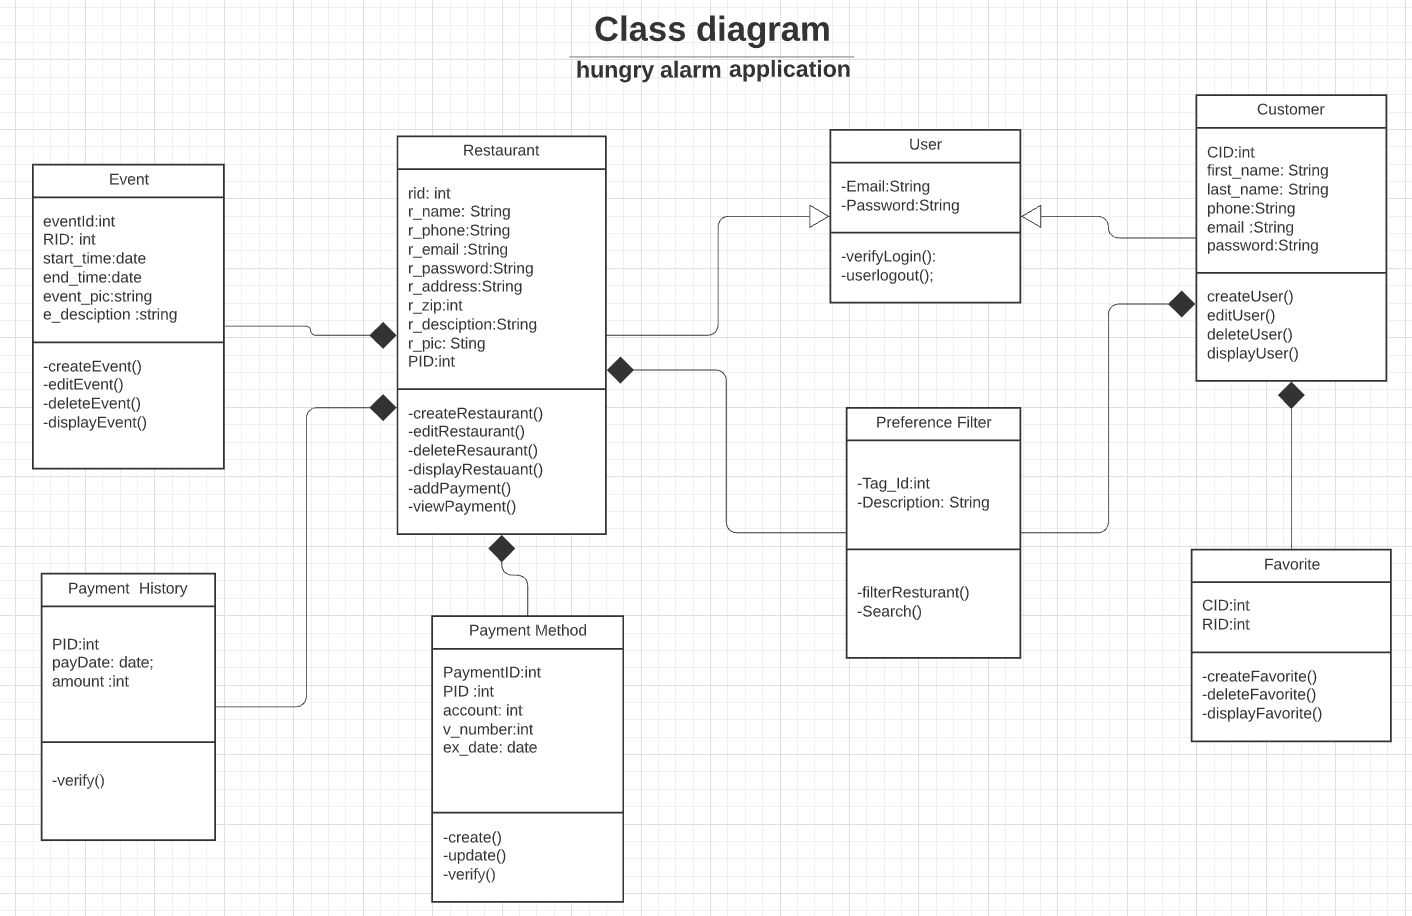 Class diagram
hungry alarm application
Event
eventId:int
RID: int
start_time:date
end_time:date
event_pic:string
e_desciption :string
-createEvent()
-editEvent()
-deleteEvent()
-displayEvent()
Restaurant
rid: int
r_name: String
r_phone:String
r_email :String
r_password:String
r_address:String
r_zip:int
r_desciption:String
r_pic: Sting
PID:int
-createRestaurant()
-editRestaurant()
-deleteResaurant()
-displayRestauant()
-addPayment()
-viewPayment()
User
-Email:String
-Password:String
-verifyLogin():
-userlogout();
Customer
CID:int
first_name: String
last_name: String
phone:String
email :String
password:String
createUser()
editUser()
deleteUser()
displayUser()
Preference Filter
-Tag_Id:int
-Description: String
-filterResturant()
-Search()
Payment  History
PID:int
payDate: date;
amount :int
-verify()
Payment Method
PaymentID:int
PID :int
account: int
v_number:int
ex_date: date
-create()
-update()
-verify()
Favorite
CID:int
RID:int
-createFavorite()
-deleteFavorite()
-displayFavorite()